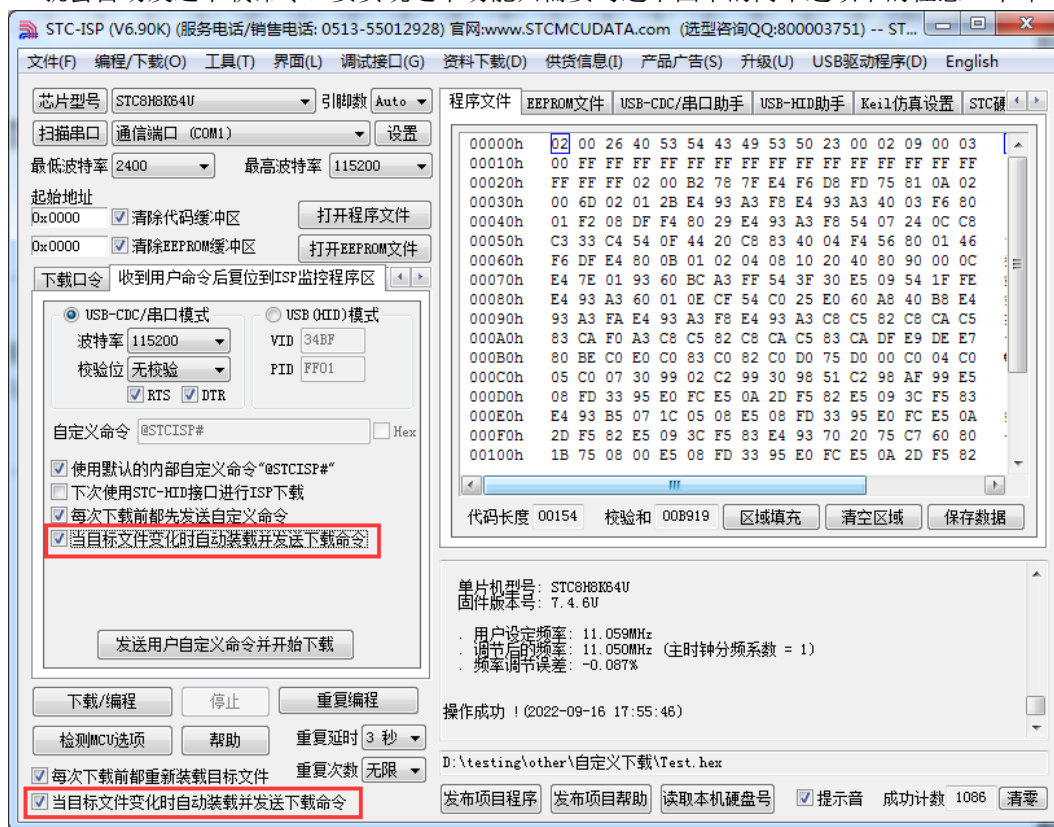 STC-ISP (V6.90K) (服务电话/销售电话: 0513-55012928) 官网:www.STCMCUDATA.com (选型咨询QQ:800003751) -- ST...
文件(F) 编程/下载(O) 工具(T) 界面(L) 调试接口(G) 资料下载(D) 供货信息(I) 产品广告(S) 升级(U) USB驱动程序(D) English
芯片型号 STC8H8K64U 引脚数 Auto
扫描串口 通信端口 (COM1) 设置
最低波特率 2400 最高波特率 115200
起始地址
0x0000 清除代码缓冲区 打开程序文件
0x0000 清除EEPROM缓冲区 打开EEPROM文件
下载口令 收到用户命令后复位到ISP监控程序区
USB-CDC/串口模式 USB(HID)模式
波特率 115200 VID 34BF
校验位 无校验 PID FF01
RTS DTR
自定义命令 @STCISP# Hex
使用默认的内部自定义命令"@STCISP#"
下次使用STC-HID接口进行ISP下载
每次下载前都先发送自定义命令
当目标文件变化时自动装载并发送下载命令
发送用户自定义命令并开始下载
下载/编程 停止 重复编程
检测MCU选项 帮助 重复延时 3 秒
每次下载前都重新装载目标文件 重复次数 无限
当目标文件变化时自动装载并发送下载命令
程序文件 EEPROM文件 USB-CDC/串口助手 USB-HID助手 Keil仿真设置 STC硬
00000h 02 00 26 40 53 54 43 49 53 50 23 00 02 09 00 03
00010h 00 FF FF FF FF FF FF FF FF FF FF FF FF FF FF FF
00020h FF FF FF 02 00 B2 78 7F E4 F6 D8 FD 75 81 0A 02
00030h 00 6D 02 01 2B E4 93 A3 F8 E4 93 A3 40 03 F6 80
00040h 01 F2 08 DF F4 80 29 E4 93 A3 F8 54 07 24 0C C8
00050h C3 33 C4 54 0F 44 20 C8 83 40 04 F4 56 80 01 46
00060h F6 DF E4 80 0B 01 02 04 08 10 20 40 80 90 00 0C
00070h E4 7E 01 93 60 BC A3 FF 54 3F 30 E5 09 54 1F FE
00080h E4 93 A3 60 01 0E CF 54 C0 25 E0 60 A8 40 B8 E4
00090h 93 A3 FA E4 93 A3 F8 E4 93 A3 C8 C5 82 C8 CA C5
000A0h 83 CA F0 A3 C8 C5 82 C8 CA C5 83 CA DF E9 DE E7
000B0h 80 BE C0 E0 C0 83 C0 82 C0 D0 75 D0 00 C0 04 C0
000C0h 05 C0 07 30 99 02 C2 99 30 98 51 C2 98 AF 99 E5
000D0h 08 FD 33 95 E0 FC E5 0A 2D F5 82 E5 09 3C F5 83
000E0h E4 93 B5 07 1C 05 08 E5 08 FD 33 95 E0 FC E5 0A
000F0h 2D F5 82 E5 09 3C F5 83 E4 93 70 20 75 C7 60 80
00100h 1B 75 08 00 E5 08 FD 33 95 E0 FC E5 0A 2D F5 82
代码长度 00154 校验和 00B919 区域填充 清空区域 保存数据
单片机型号: STC8H8K64U
固件版本号: 7.4.6U
. 用户设定频率: 11.059MHz
. 调节后的频率: 11.050MHz (主时钟分频系数 = 1)
. 频率调节误差: -0.087%
操作成功 !(2022-09-16 17:55:46)
D:\testing\other\自定义下载\Test.hex
发布项目程序 发布项目帮助 读取本机硬盘号 提示音 成功计数 1086 清零